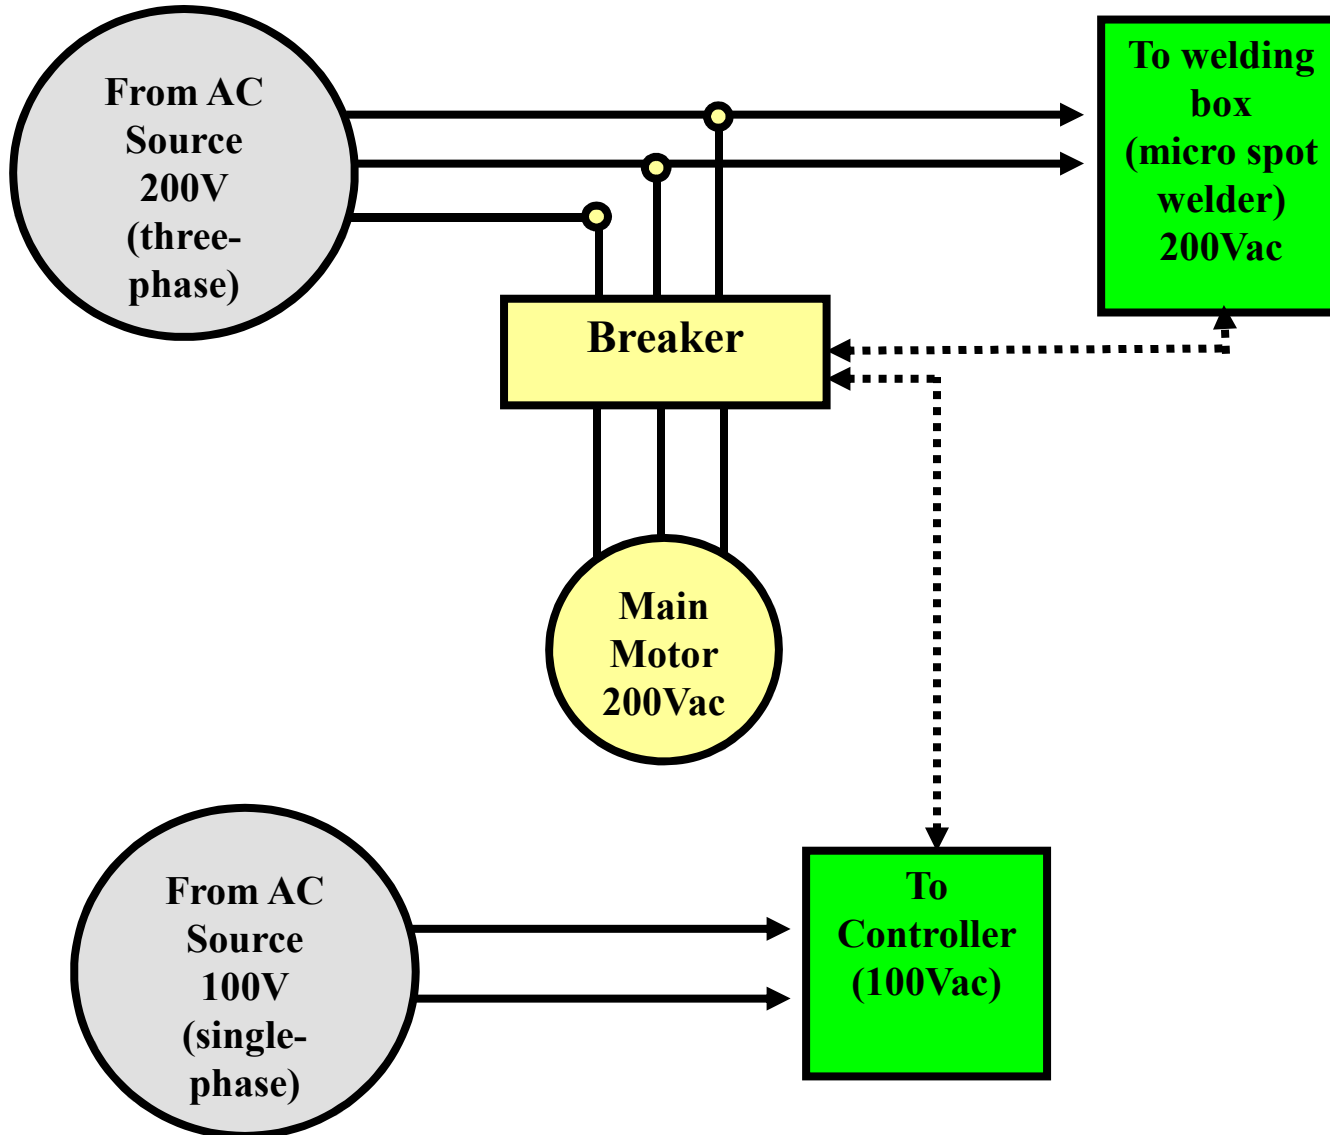 From AC
Source
200V
(three-
phase)
To welding
box
(micro spot
welder)
200Vac
Breaker
Main
Motor
200Vac
From AC
Source
100V
(single-
phase)
To
Controller
(100Vac)